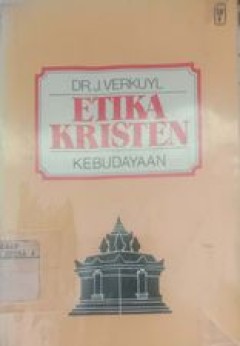 DR. J. VERKUYL
ETIKA
KRISTEN
KEBUDAYAAN